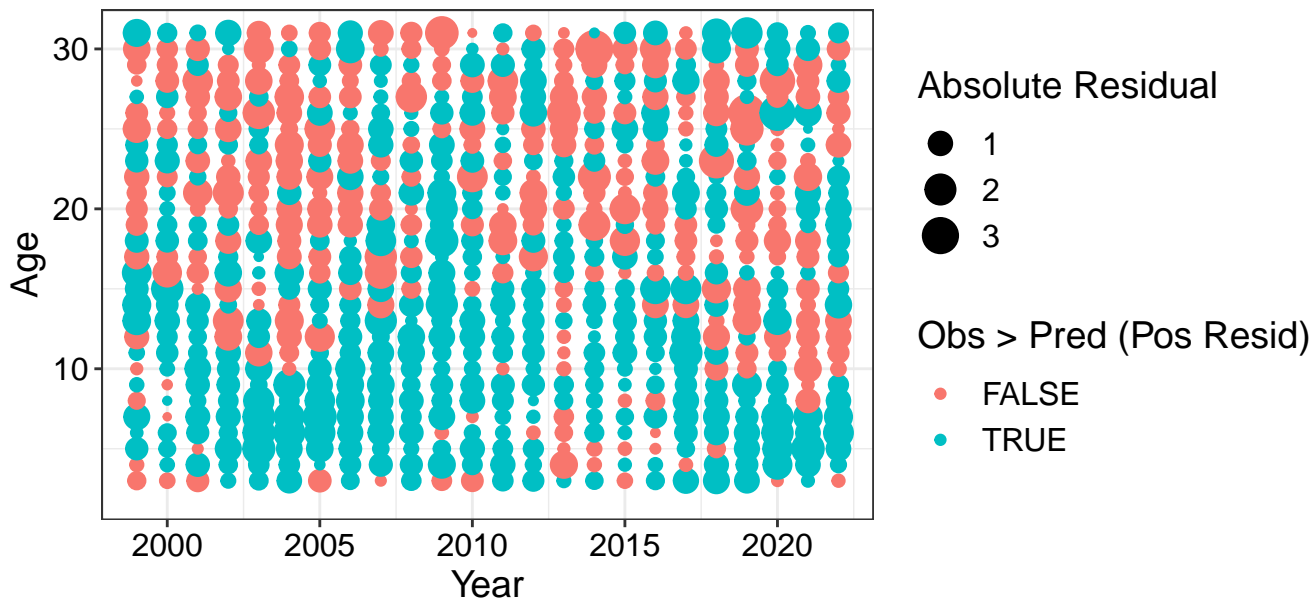 30
20
10
Age
2000
2005
2010
2015
2020
Year
Absolute Residual
1
2
3
Obs > Pred (Pos Resid)
FALSE
TRUE